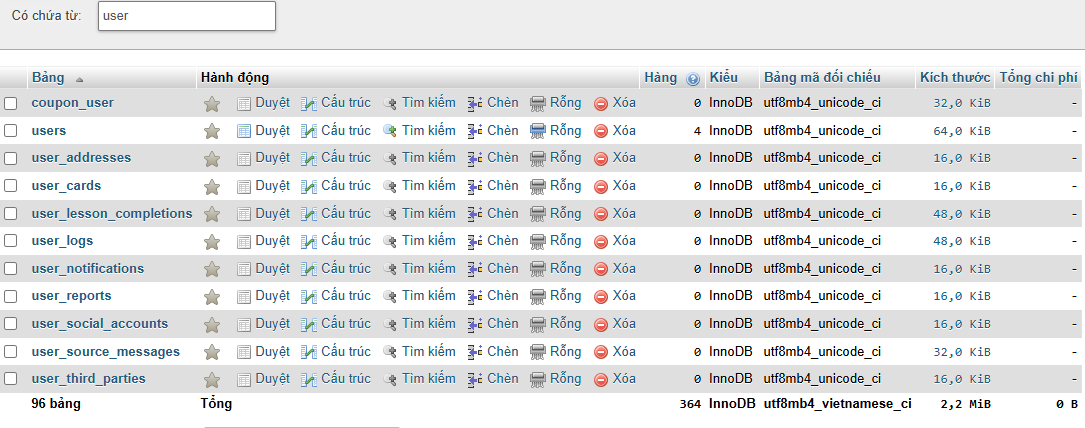 Có chứa từ: user
Bảng Hành động Hàng Kiểu Bảng mã đối chiếu Kích thước Tổng chi phí
coupon_user Duyệt Cấu trúc Tìm kiếm Chèn Rỗng Xóa 0 InnoDB utf8mb4_unicode_ci 32,0 KiB -
users Duyệt Cấu trúc Tìm kiếm Chèn Rỗng Xóa 4 InnoDB utf8mb4_unicode_ci 64,0 KiB -
user_addresses Duyệt Cấu trúc Tìm kiếm Chèn Rỗng Xóa 0 InnoDB utf8mb4_unicode_ci 16,0 KiB -
user_cards Duyệt Cấu trúc Tìm kiếm Chèn Rỗng Xóa 0 InnoDB utf8mb4_unicode_ci 16,0 KiB -
user_lesson_completions Duyệt Cấu trúc Tìm kiếm Chèn Rỗng Xóa 0 InnoDB utf8mb4_unicode_ci 48,0 KiB -
user_logs Duyệt Cấu trúc Tìm kiếm Chèn Rỗng Xóa 0 InnoDB utf8mb4_unicode_ci 48,0 KiB -
user_notifications Duyệt Cấu trúc Tìm kiếm Chèn Rỗng Xóa 0 InnoDB utf8mb4_unicode_ci 16,0 KiB -
user_reports Duyệt Cấu trúc Tìm kiếm Chèn Rỗng Xóa 0 InnoDB utf8mb4_unicode_ci 16,0 KiB -
user_social_accounts Duyệt Cấu trúc Tìm kiếm Chèn Rỗng Xóa 0 InnoDB utf8mb4_unicode_ci 16,0 KiB -
user_source_messages Duyệt Cấu trúc Tìm kiếm Chèn Rỗng Xóa 0 InnoDB utf8mb4_unicode_ci 32,0 KiB -
user_third_parties Duyệt Cấu trúc Tìm kiếm Chèn Rỗng Xóa 0 InnoDB utf8mb4_unicode_ci 16,0 KiB -
96 bảng Tổng 364 InnoDB utf8mb4_vietnamese_ci 2,2 MiB 0 B